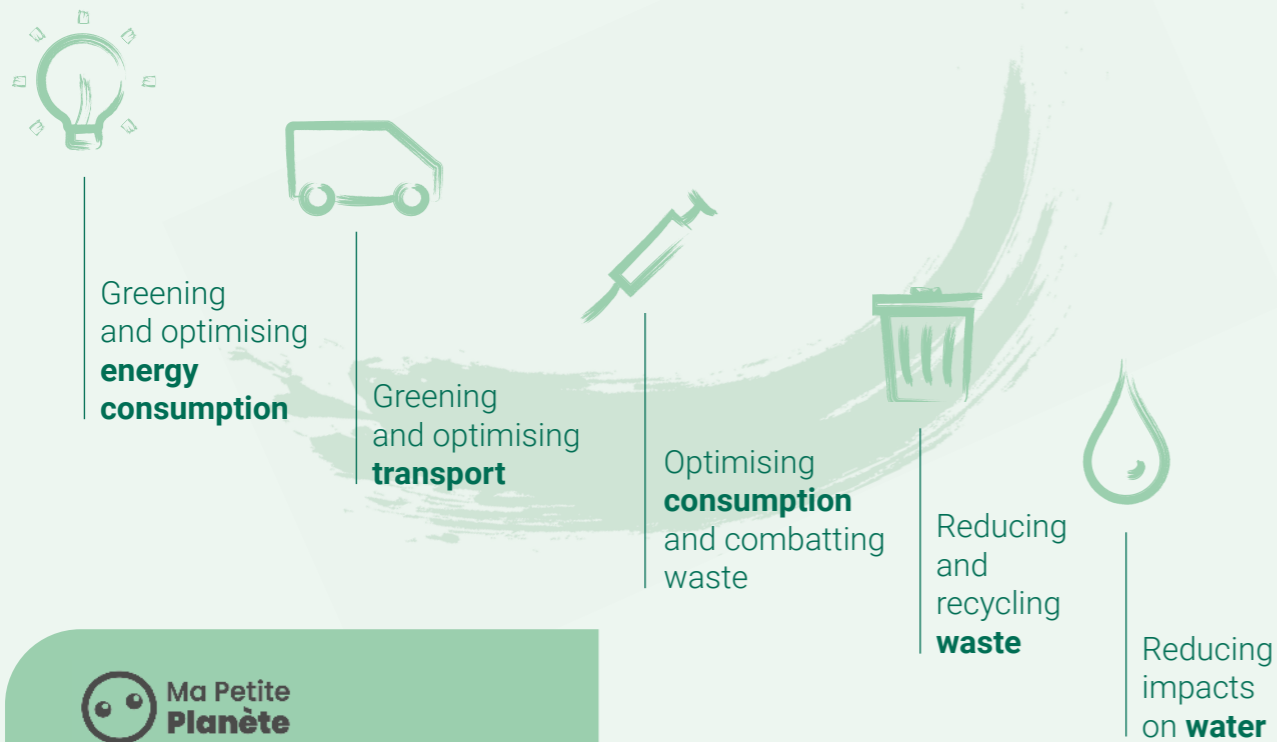 Greening
and optimising
energy
consumption
Greening
and optimising
transport
Optimising
consumption
and combatting
waste
Reducing
and
recycling
waste
Reducing
impacts
on water
Ma Petite
Planète